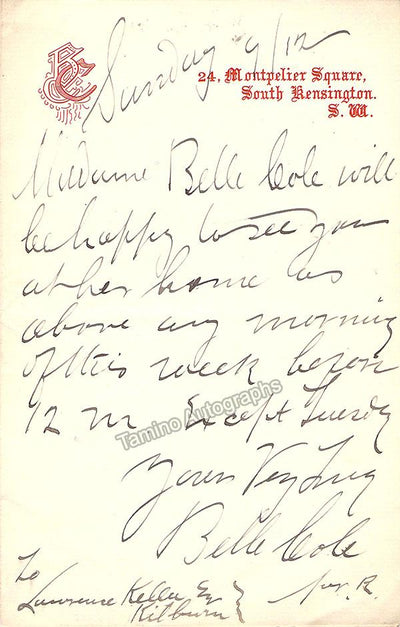 Sunday 9/12
24, Montpelier Square,
South Kensington.
S. W.
Madame Belle Cole will
be happy to see you
at her home as
above any morning
of this week before
12 m Except Tuesday
Tamino Autographs
Yours Very Truly
Belle Cole
To
Lawrence Kellie Esq
Kilburn